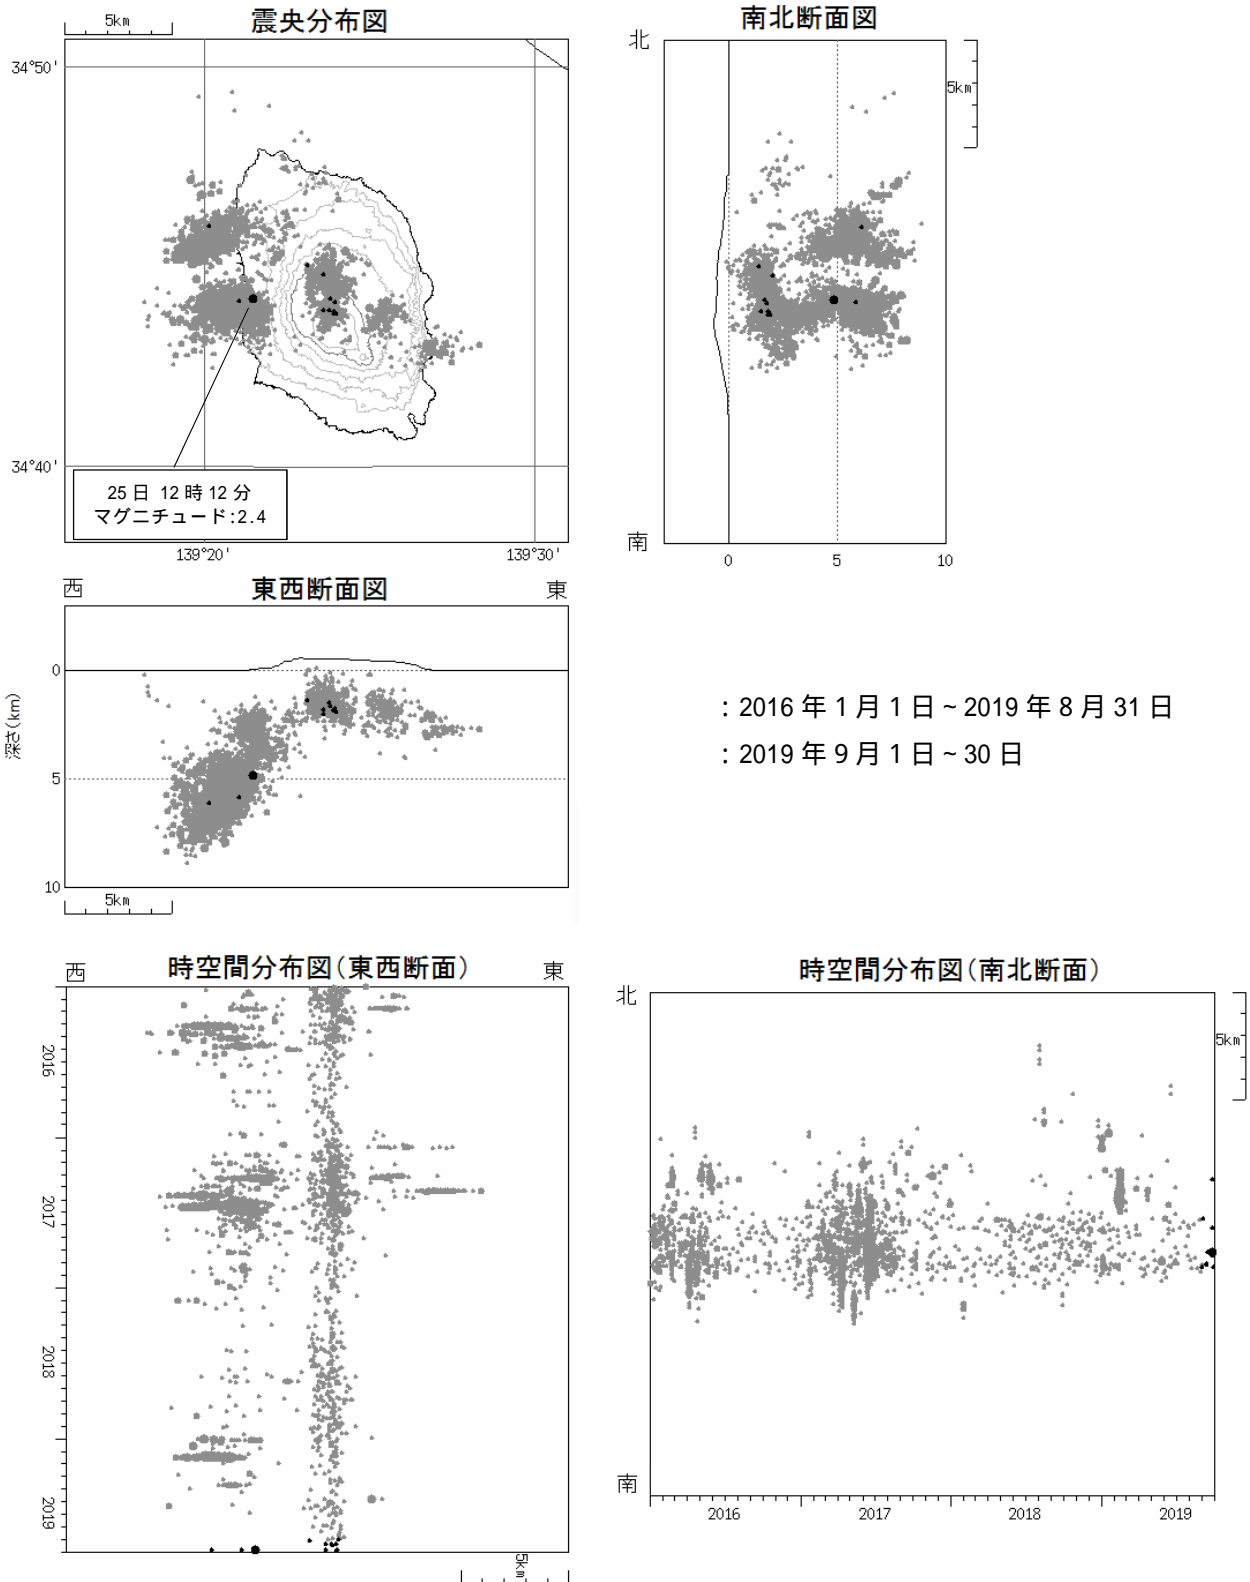 震央分布図
5km
34°50'
34°40'
25日 12時12分
マグニチュード:2.4
139°20'
139°30'
南北断面図
北
5km
南
0
5
10
東西断面図
西
東
0
5
10
深さ(km)
5km
:2016年1月1日~2019年8月31日
:2019年9月1日~30日
時空間分布図(東西断面)
西
東
2016
2017
2018
2019
5km
時空間分布図(南北断面)
北
5km
南
2016
2017
2018
2019